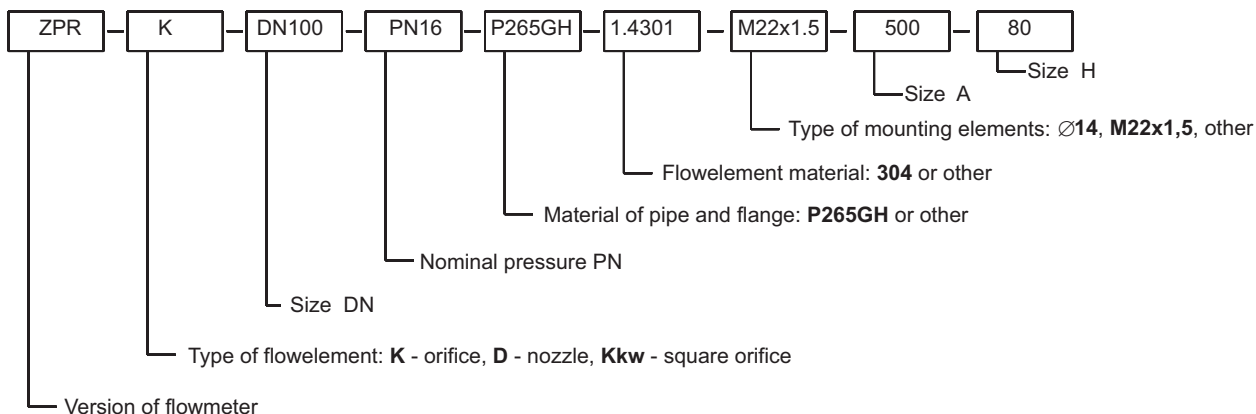 ZPR K DN100 PN16 P265GH 1.4301 M22x1.5 500 80
Size H
Size A
Type of mounting elements: ∅14, M22x1,5, other
Flowelement material: 304 or other
Material of pipe and flange: P265GH or other
Nominal pressure PN
Size DN
Type of flowelement: K - orifice, D - nozzle, Kkw - square orifice
Version of flowmeter